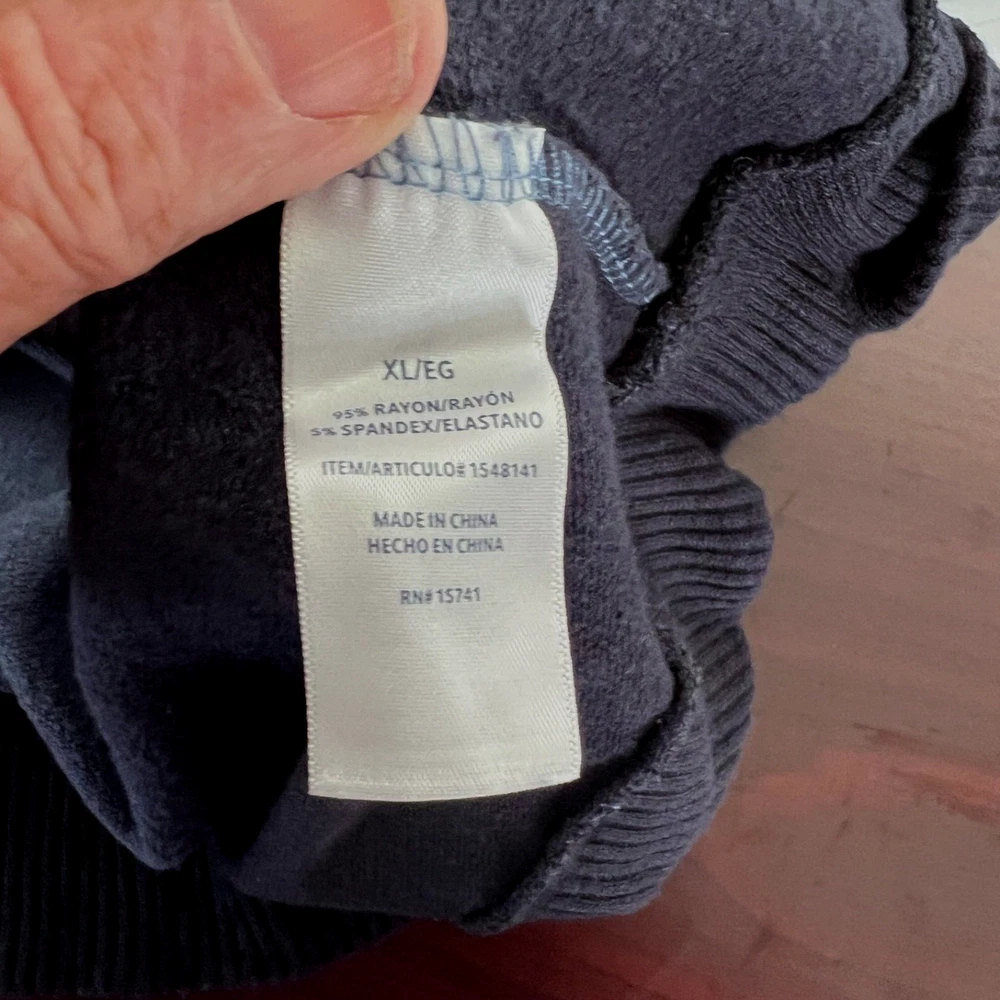 XL/EG
95% RAYON/RAYÓN
5% SPANDEX/ELASTANO
ITEM/ARTICULO# 1548141
MADE IN CHINA
HECHO EN CHINA
RN# 15741